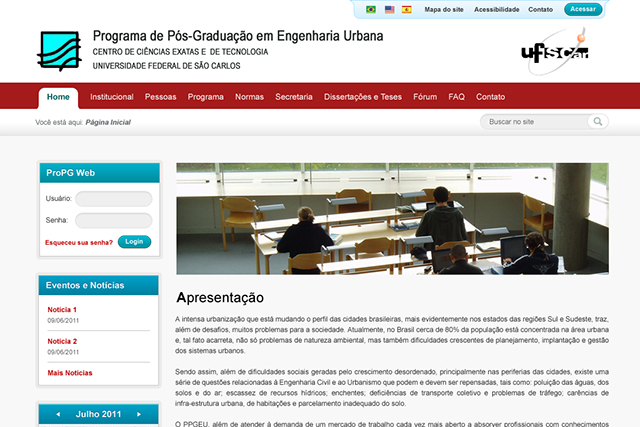 Mapa do site Acessibilidade Contato Acessar
Programa de Pós-Graduação em Engenharia Urbana
CENTRO DE CIÊNCIAS EXATAS E DE TECNOLOGIA
UNIVERSIDADE FEDERAL DE SÃO CARLOS
ufscar
Home Institucional Pessoas Programa Normas Secretaria Dissertações e Teses Fórum FAQ Contato
Você está aqui: Página Inicial
Buscar no site
ProPG Web
Usuário:
Senha:
Esqueceu sua senha? Login
Eventos e Notícias
Notícia 1
09/06/2011
Notícia 2
09/06/2011
Mais Notícias
Julho 2011
Apresentação
A intensa urbanização que está mudando o perfil das cidades brasileiras, mais evidentemente nos estados das regiões Sul e Sudeste, traz,
além de desafios, muitos problemas para a sociedade. Atualmente, no Brasil cerca de 80% da população está concentrada na área urbana
e, tal fato acarreta, não só problemas de natureza ambiental, mas também dificuldades crescentes de planejamento, implantação e gestão
dos sistemas urbanos.
Sendo assim, além de dificuldades sociais geradas pelo crescimento desordenado, principalmente nas periferias das cidades, existe uma
série de questões relacionadas à Engenharia Civil e ao Urbanismo que podem e devem ser repensadas, tais como: poluição das águas, dos
solos e do ar; escassez de recursos hídricos; enchentes; deficiências de transporte coletivo e problemas de tráfego; carências de
infra-estrutura urbana, de habitações e parcelamento inadequado do solo.
O PPGEU, além de atender à demanda de um mercado de trabalho cada vez mais aberto a absorver profissionais com conhecimentos